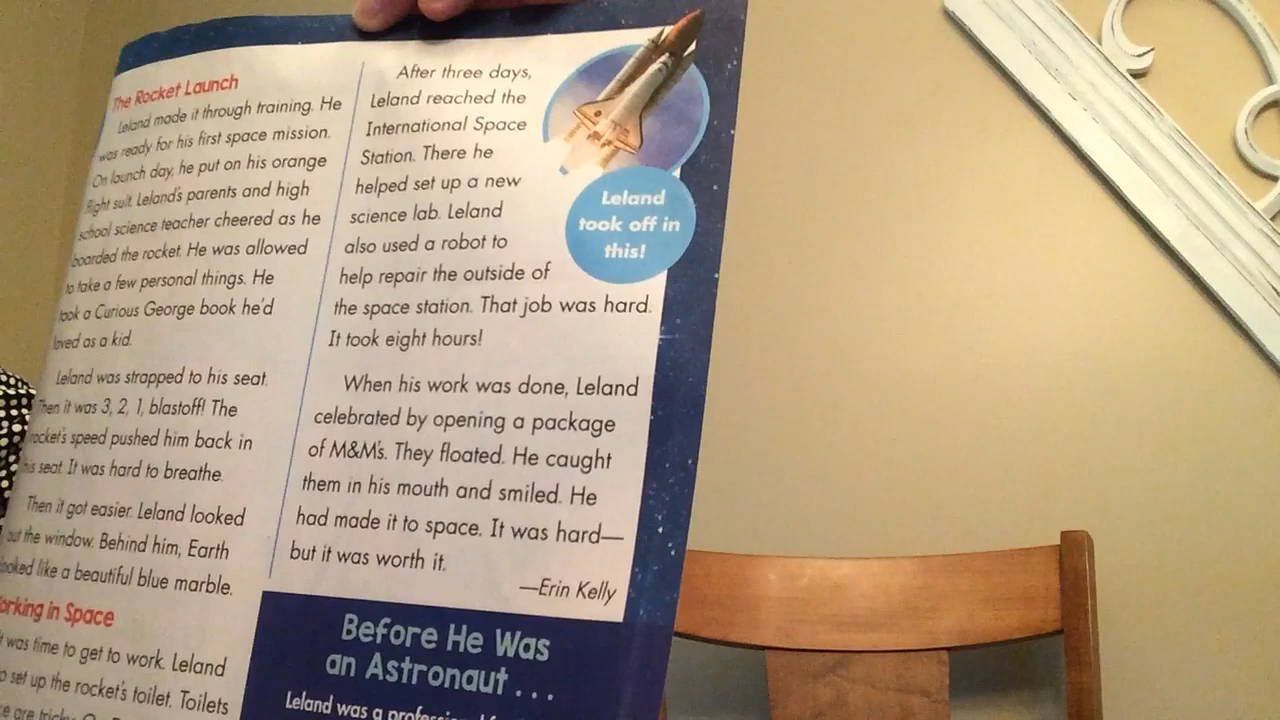 The Rocket Launch
Leland made it through training. He
was ready for his first space mission.
On launch day, he put on his orange
flight suit. Leland's parents and high
school science teacher cheered as he
boarded the rocket. He was allowed
to take a few personal things. He
took a Curious George book he'd
loved as a kid.
Leland was strapped to his seat.
Then it was 3, 2, 1, blastoff! The
rocket's speed pushed him back in
his seat. It was hard to breathe.
Then it got easier. Leland looked
out the window. Behind him, Earth
looked like a beautiful blue marble.
Working in Space
It was time to get to work. Leland
set up the rocket's toilet. Toilets
are
After three days,
Leland reached the
International Space
Station. There he
helped set up a new
science lab. Leland
also used a robot to
help repair the outside of
the space station. That job was hard.
It took eight hours!
When his work was done, Leland
celebrated by opening a package
of M&M's. They floated. He caught
them in his mouth and smiled. He
had made it to space. It was hard—
but it was worth it.
—Erin Kelly
Leland
took off in
this!
Before He Was
an Astronaut . . .
Leland was a